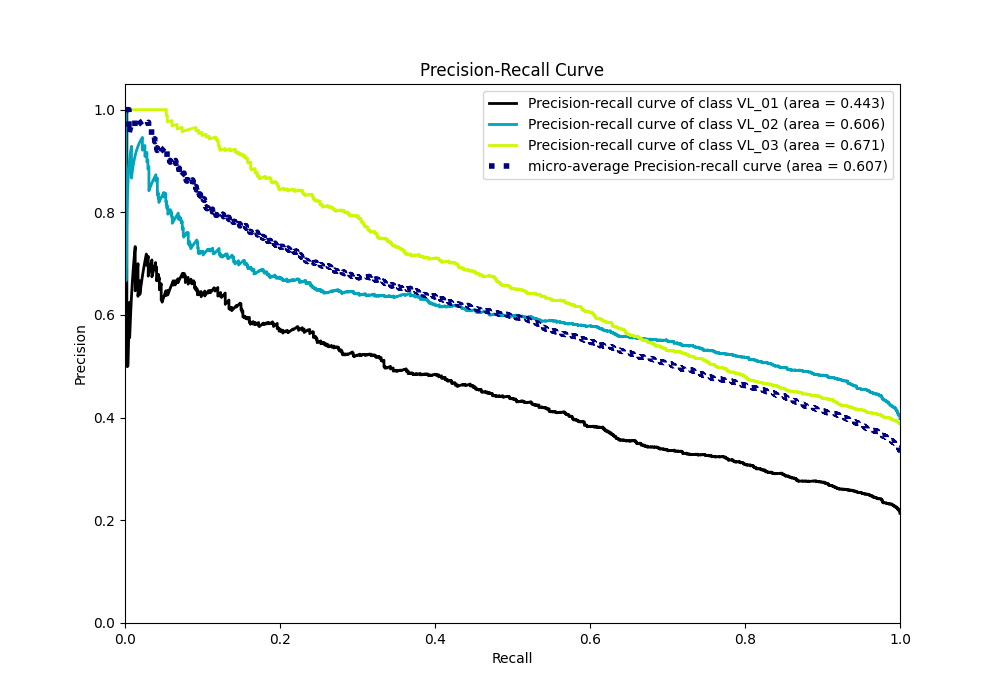 Precision-Recall Curve
Precision-recall curve of class VL_01 (area = 0.443)
Precision-recall curve of class VL_02 (area = 0.606)
Precision-recall curve of class VL_03 (area = 0.671)
micro-average Precision-recall curve (area = 0.607)
Precision
1.0
0.8
0.6
0.4
0.2
0.0
0.0 0.2 0.4 0.6 0.8 1.0
Recall